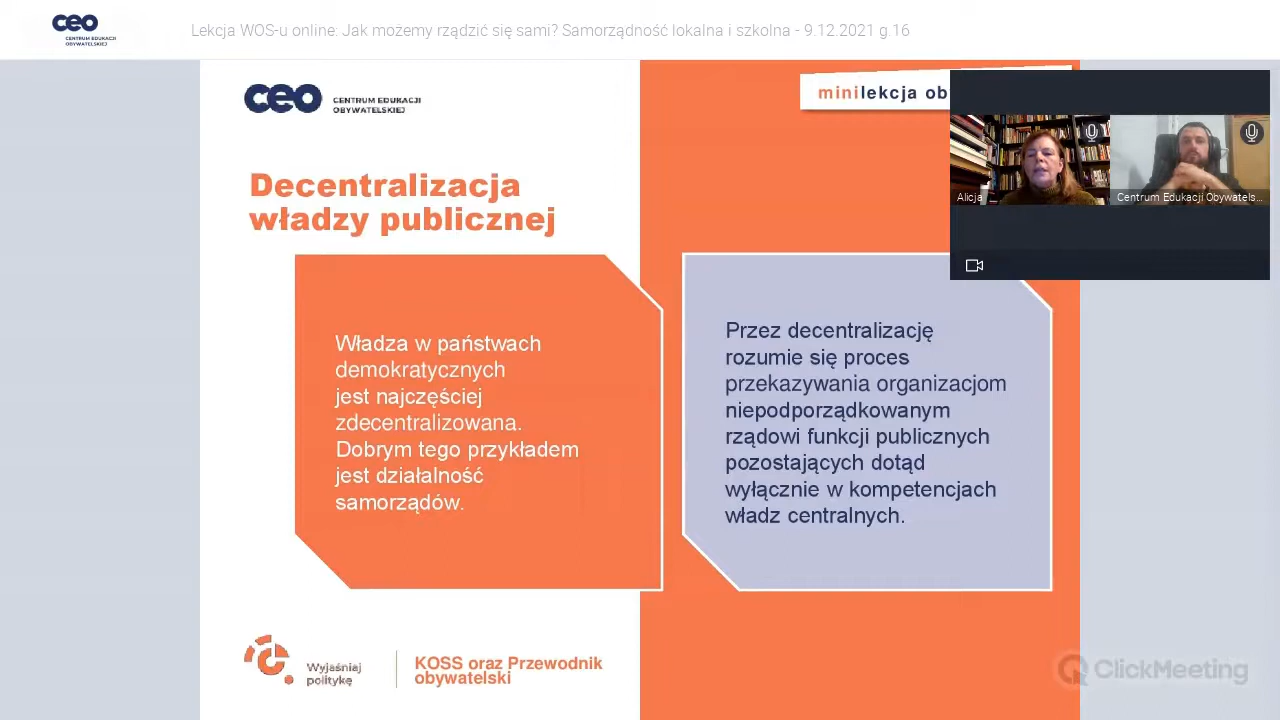 ceo
CENTRUM EDUKACJI
OBYWATELSKIEJ
Lekcja WOS-u online: Jak możemy rządzić się sami? Samorządność lokalna i szkolna - 9.12.2021 g 16
ceo
CENTRUM EDUKACJI
OBYWATELSKIEJ
minilekcja ob
Alicja
Centrum Edukacji Obywatels...
Decentralizacja
władzy publicznej
Władza w państwach
demokratycznych
jest najczęściej
zdecentralizowana.
Dobrym tego przykładem
jest działalność
samorządów.
Przez decentralizację
rozumie się proces
przekazywania organizacjom
niepodporządkowanym
rządowi funkcji publicznych
pozostających dotąd
wyłącznie w kompetencjach
władz centralnych.
Wyjaśniaj
politykę
KOSS oraz Przewodnik
obywatelski
ClickMeeting